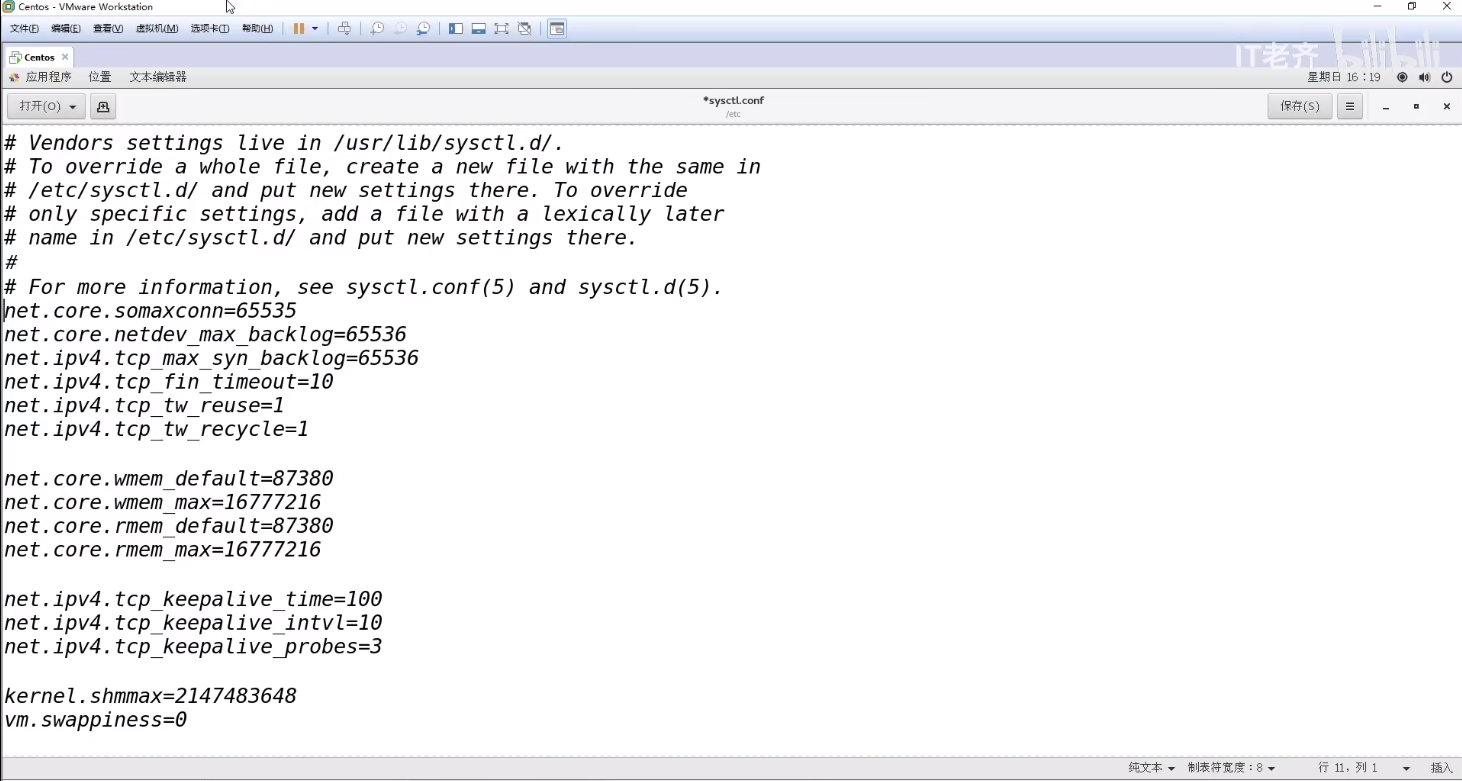 Centos - VMware Workstation
文件(F) 编辑(E) 查看(V) 虚拟机(M) 选项卡(T) 帮助(H)
Centos
IT老齐 bilibili
应用程序 位置 文本编辑器 星期日 16：19
打开(O) *sysctl.conf 保存(S)
/etc
# Vendors settings live in /usr/lib/sysctl.d/.
# To override a whole file, create a new file with the same in
# /etc/sysctl.d/ and put new settings there. To override
# only specific settings, add a file with a lexically later
# name in /etc/sysctl.d/ and put new settings there.
#
# For more information, see sysctl.conf(5) and sysctl.d(5).
net.core.somaxconn=65535
net.core.netdev_max_backlog=65536
net.ipv4.tcp_max_syn_backlog=65536
net.ipv4.tcp_fin_timeout=10
net.ipv4.tcp_tw_reuse=1
net.ipv4.tcp_tw_recycle=1
net.core.wmem_default=87380
net.core.wmem_max=16777216
net.core.rmem_default=87380
net.core.rmem_max=16777216
net.ipv4.tcp_keepalive_time=100
net.ipv4.tcp_keepalive_intvl=10
net.ipv4.tcp_keepalive_probes=3
kernel.shmmax=2147483648
vm.swappiness=0
纯文本 制表符宽度：8 行 11，列 1 插入